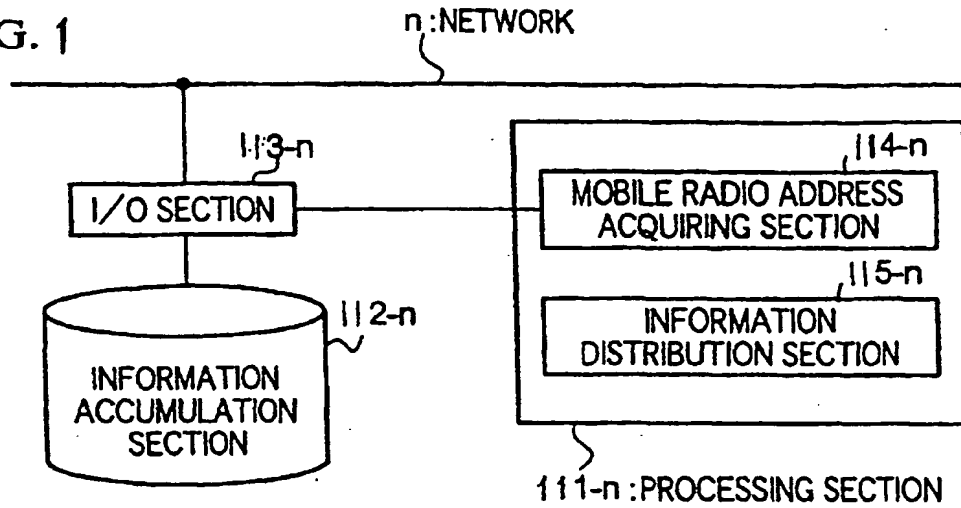 G. 1
n:NETWORK
113-n
I/O SECTION
112-n
INFORMATION
ACCUMULATION
SECTION
114-n
MOBILE RADIO ADDRESS
ACQUIRING SECTION
115-n
INFORMATION
DISTRIBUTION SECTION
111-n:PROCESSING SECTION